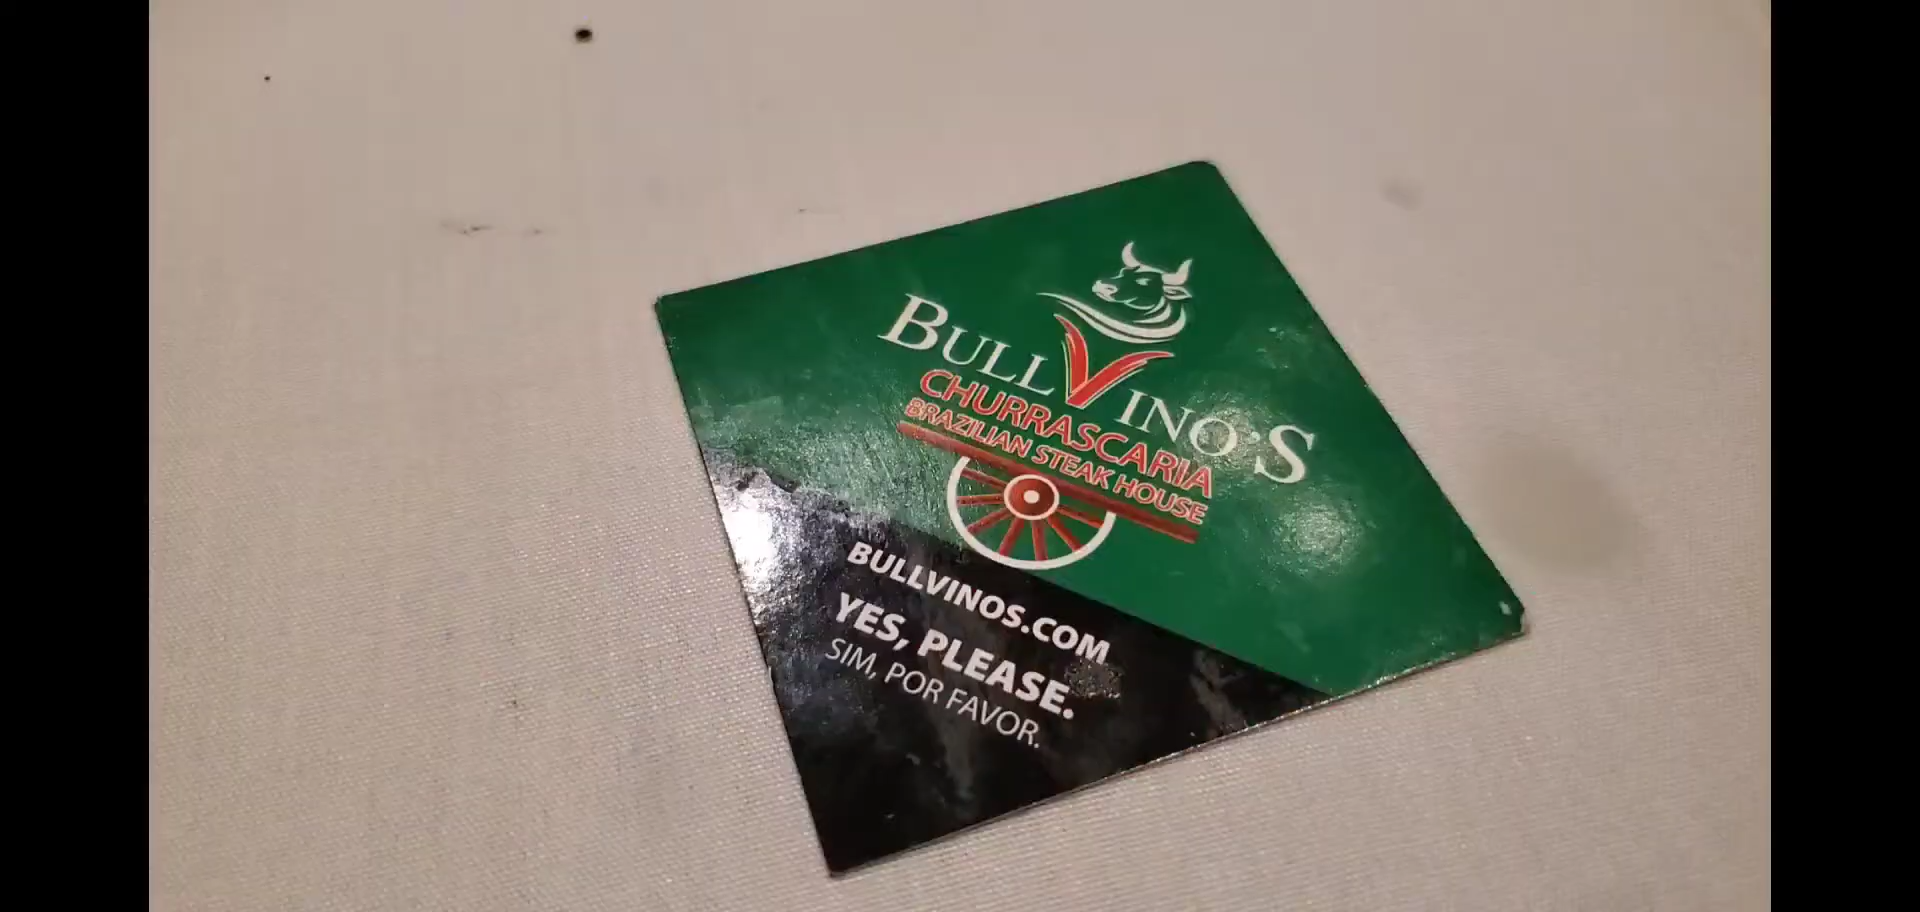 BULLVINO'S
CHURRASCARIA
BRAZILIAN STEAK HOUSE
BULLVINOS.COM
YES, PLEASE.
SIM, POR FAVOR.